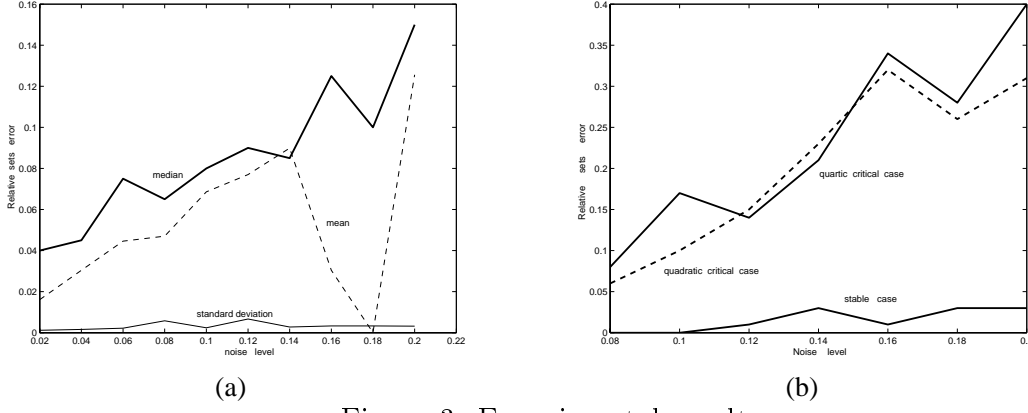 0.16
0.14
0.12
0.1
0.08
0.06
0.04
0.02
0
Relative sets error
median
mean
standard deviation
0.02 0.04 0.06 0.08 0.1 0.12 0.14 0.16 0.18 0.2 0.22
noise level
(a)
0.4
0.35
0.3
0.25
0.2
0.15
0.1
0.05
0
Relative sets error
quartic critical case
quadratic critical case
stable case
0.08 0.1 0.12 0.14 0.16 0.18
Noise level
(b)